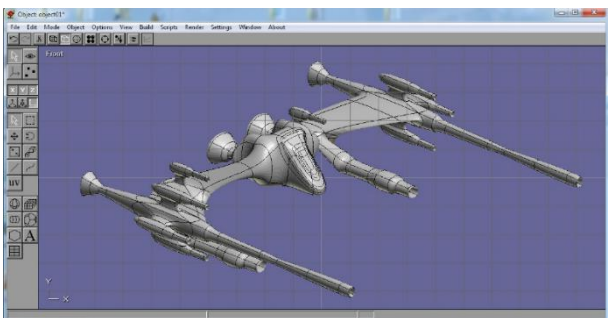 Object: object01*
File Edit Mode Object Options View Build Scripts Render Settings Window About
Front
X Y Z
UV
A
Y
X